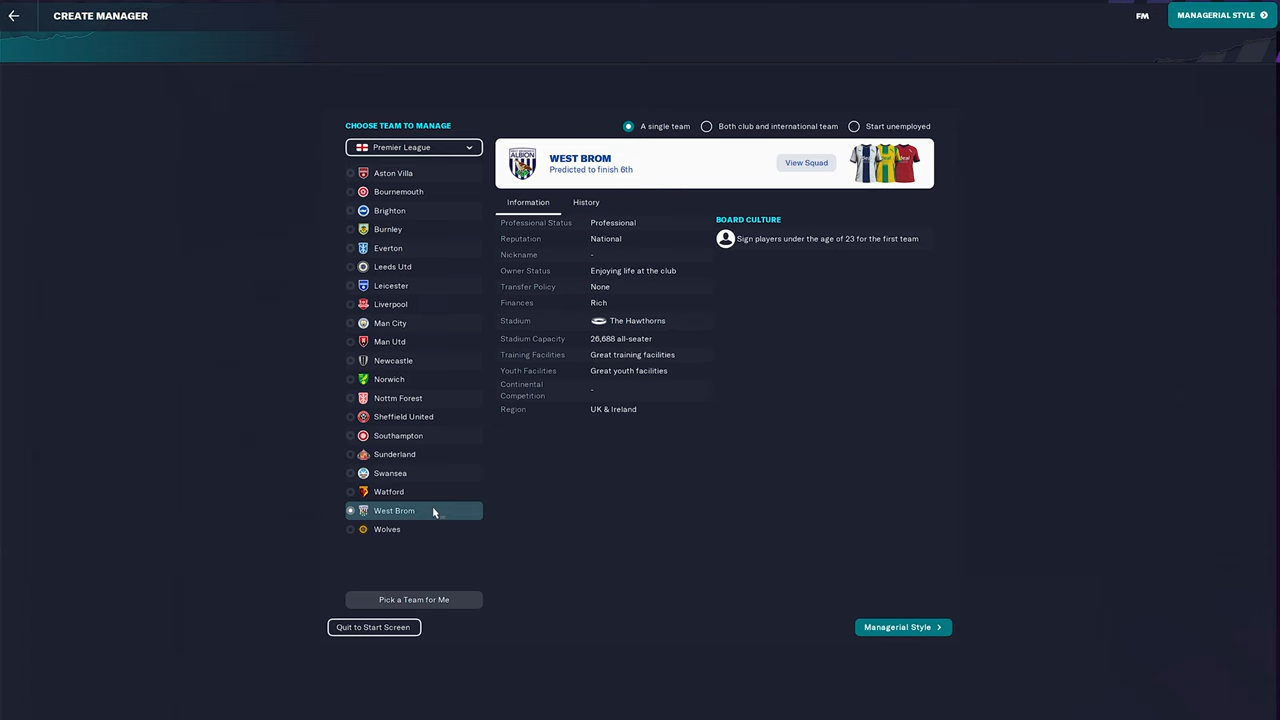 CREATE MANAGER
FM
MANAGERIAL STYLE
CHOOSE TEAM TO MANAGE
A single team
Both club and international team
Start unemployed
Premier League
Aston Villa
Bournemouth
Brighton
Burnley
Everton
Leeds Utd
Leicester
Liverpool
Man City
Man Utd
Newcastle
Norwich
Nottm Forest
Sheffield United
Southampton
Sunderland
Swansea
Watford
West Brom
Wolves
Pick a Team for Me
Quit to Start Screen
ALBION
WEST BROM
Predicted to finish 6th
View Squad
Information
History
Professional Status Professional
Reputation National
Nickname -
Owner Status Enjoying life at the club
Transfer Policy None
Finances Rich
Stadium The Hawthorns
Stadium Capacity 26,688 all-seater
Training Facilities Great training facilities
Youth Facilities Great youth facilities
Continental
Competition -
Region UK & Ireland
BOARD CULTURE
Sign players under the age of 23 for the first team
Managerial Style